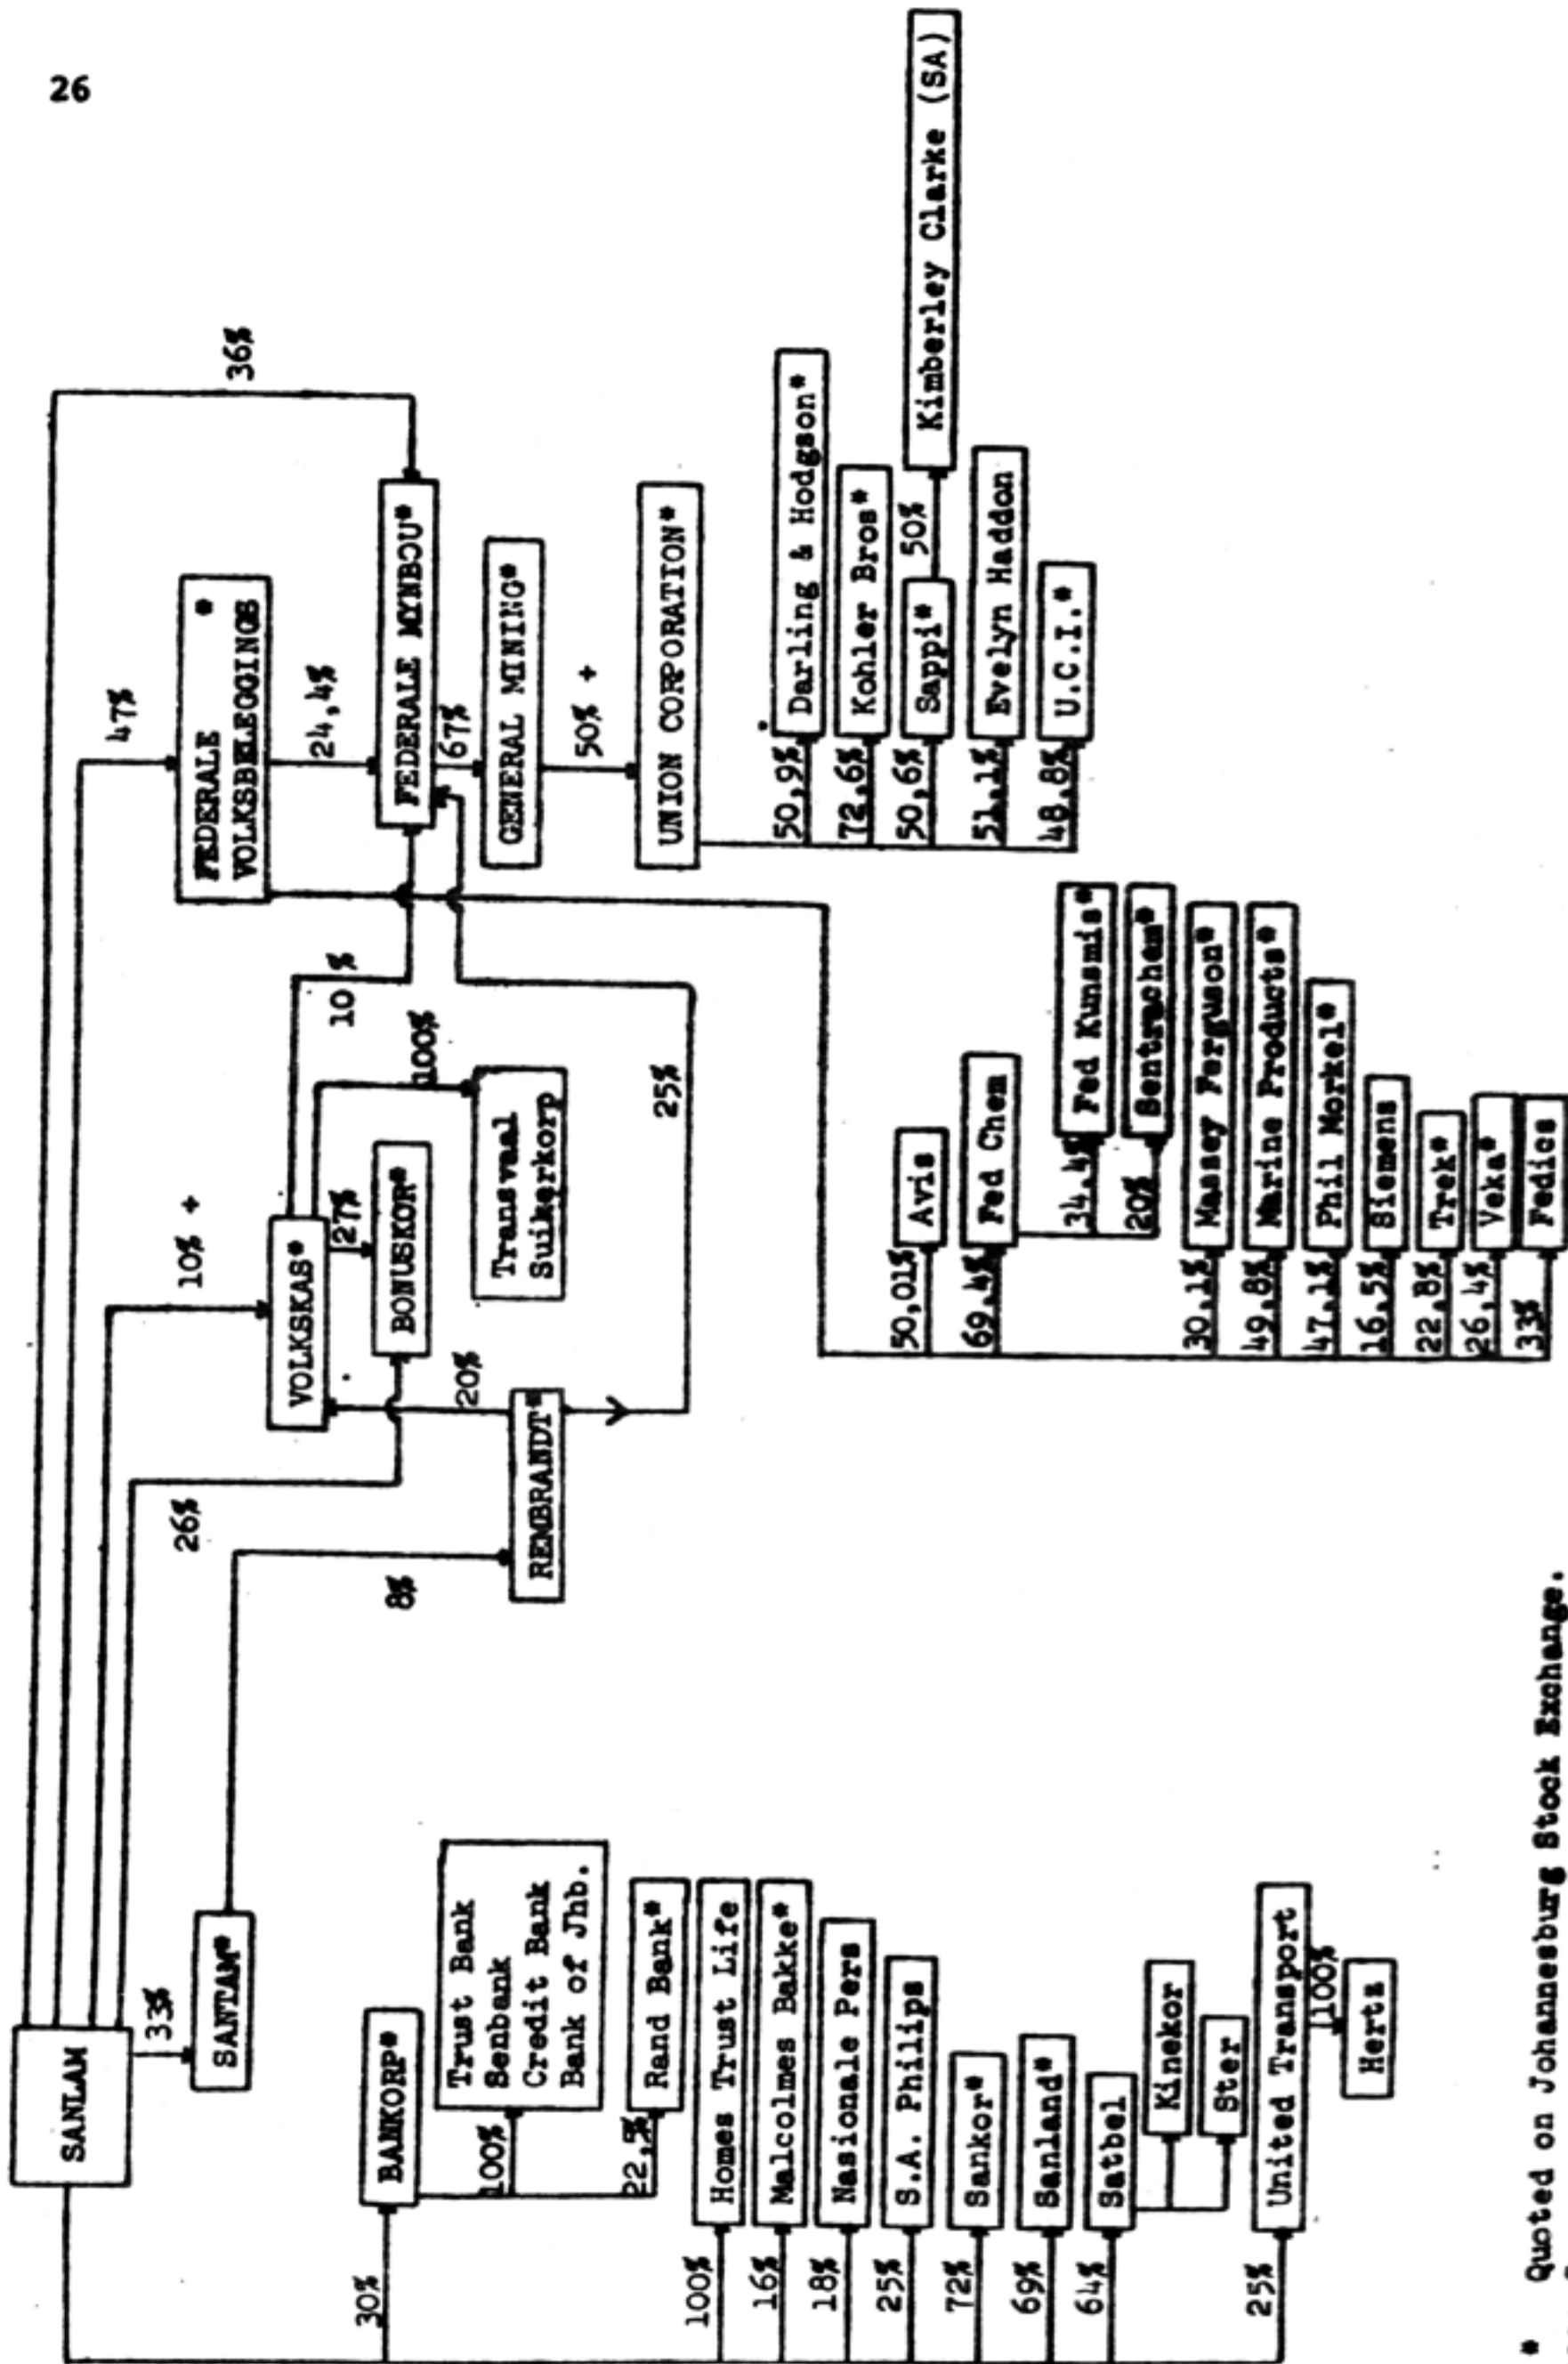 26
SANLAM
33%
SANTAM*
8%
26%
10% +
47%
36%
VOLKSKAS*
27%
BONUSKOR*
10%
100%
Transvaal
Suikerkorp
20%
REMBRANDT*
25%
FEDERALE *
VOLKSBELEGGINGS
24,4%
FEDERALE MYNBOU*
67%
GENERAL MINING*
50% +
UNION CORPORATION*
50,9%
Darling & Hodgson*
72.6%
Kohler Bros*
50,6%
Sappi*
50%
Kimberley Clarke (SA)
51.1%
Evelyn Haddon
48.8%
U.C.I.*
50,01%
Avis
69.4%
Fed Chem
34.4%
Fed Kunsmis*
20%
Sentrachem*
30.1%
Massey Ferguson*
49.8%
Marine Products*
47.1%
Phil Morkel*
16.5%
Siemens
22.8%
Trek*
26.4%
Veka*
33%
Fedics
30%
BANKORP*
100%
Trust Bank
Senbank
Credit Bank
Bank of Jhb.
22,5%
Rand Bank*
100%
Homes Trust Life
16%
Malcolmes Bakke*
18%
Nasionale Pers
25%
S.A. Philips
72%
Sankor*
69%
Sanland*
64%
Satbel
Kinekor
Ster
25%
United Transport
100%
Hertz
* Quoted on Johannesburg Stock Exchange.